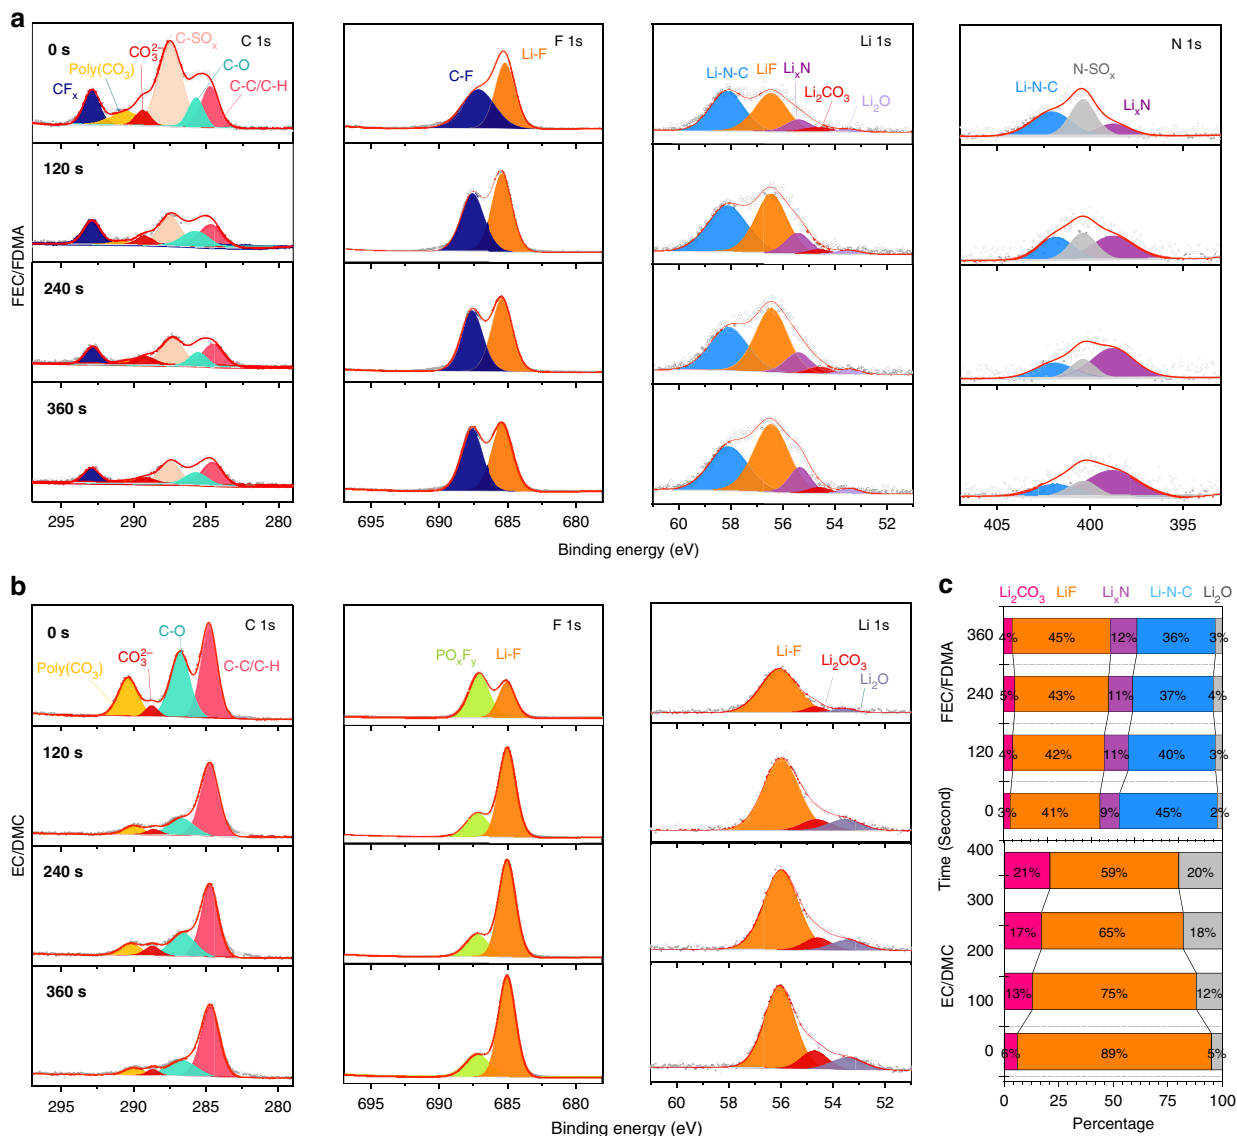 a
0 s
C 1s
C-SOₓ
CO₃²⁻
Poly(CO₃)
C-O
CFₓ
C-C/C-H
F 1s
Li-F
C-F
Li 1s
Li-N-C
LiF
LiₓN
Li₂CO₃
Li₂O
N 1s
N-SOₓ
Li-N-C
LiₓN
120 s
240 s
360 s
FEC/FDMA
295 290 285 280
695 690 685 680
60 58 56 54 52
405 400 395
Binding energy (eV)
b
0 s
C 1s
C-O
CO₃²⁻
Poly(CO₃)
C-C/C-H
F 1s
POₓFᵧ
Li-F
Li 1s
Li-F
Li₂CO₃
Li₂O
120 s
240 s
360 s
EC/DMC
295 290 285 280
695 690 685 680
60 58 56 54 52
Binding energy (eV)
c
Li₂CO₃ LiF LiₓN Li-N-C Li₂O
360 4% 45% 12% 36% 3%
240 5% 43% 11% 37% 4%
120 4% 42% 11% 40% 3%
0 3% 41% 9% 45% 2%
400 21% 59% 20%
300 17% 65% 18%
200 13% 75% 12%
100
0 6% 89% 5%
FEC/FDMA
Time (Second)
EC/DMC
0 25 50 75 100
Percentage